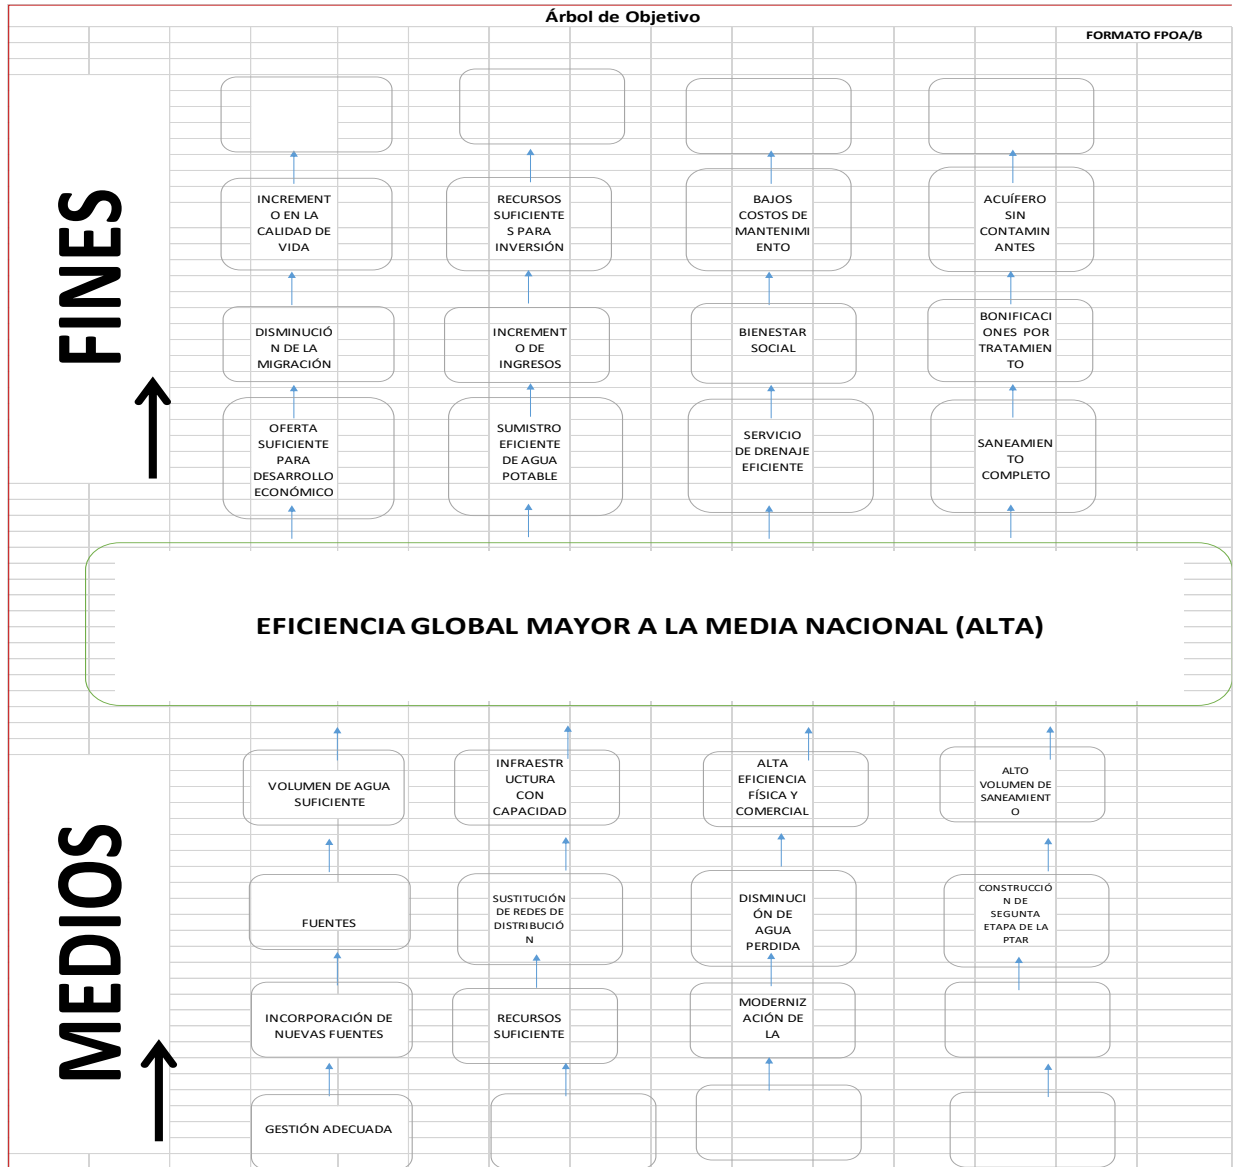 Árbol de Objetivo
FORMATO FPOA/B
FINES
INCREMENT
O EN LA
CALIDAD DE
VIDA
RECURSOS
SUFICIENTE
S PARA
INVERSIÓN
BAJOS
COSTOS DE
MANTENIMI
ENTO
ACUÍFERO
SIN
CONTAMIN
ANTES
DISMINUCIÓ
N DE LA
MIGRACIÓN
INCREMENT
O DE
INGRESOS
BIENESTAR
SOCIAL
BONIFICACI
ONES POR
TRATAMIE
NTO
OFERTA
SUFICIENTE
PARA
DESARROLLO
ECONÓMICO
SUMISTRO
EFICIENTE
DE AGUA
POTABLE
SERVICIO
DE DRENAJE
EFICIENTE
SANEAMIE
NTO
COMPLETO
EFICIENCIA GLOBAL MAYOR A LA MEDIA NACIONAL (ALTA)
MEDIOS
VOLUMEN DE AGUA
SUFICIENTE
INFRAESTR
UCTURA
CON
CAPACIDAD
ALTA
EFICIENCIA
FÍSICA Y
COMERCIAL
ALTO
VOLUMEN DE
SANEAMIENT
O
FUENTES
SUSTITUCIÓN
DE REDES DE
DISTRIBUCIÓ
N
DISMINUCI
ÓN DE
AGUA
PERDIDA
CONSTRUCCIÓ
N DE
SEGUNTA
ETAPA DE LA
PTAR
INCORPORACIÓN DE
NUEVAS FUENTES
RECURSOS
SUFICIENTE
MODERNIZ
ACIÓN DE
LA
GESTIÓN ADECUADA